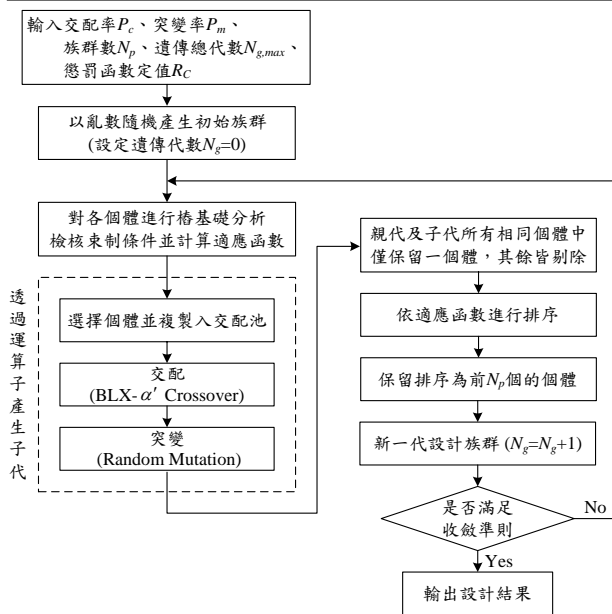 輸入交配率Pc、突變率Pm、
族群數Np、遺傳總代數Ng,max、
懲罰函數定值RC
以亂數隨機產生初始族群
(設定遺傳代數Ng=0)
對各個體進行樁基礎分析
檢核束制條件並計算適應函數
透過運算子產生子代
選擇個體並複製入交配池
交配
(BLX-α′ Crossover)
突變
(Random Mutation)
親代及子代所有相同個體中
僅保留一個體，其餘皆剔除
依適應函數進行排序
保留排序為前Np個的個體
新一代設計族群 (Ng=Ng+1)
是否滿足
收斂準則
No
Yes
輸出設計結果